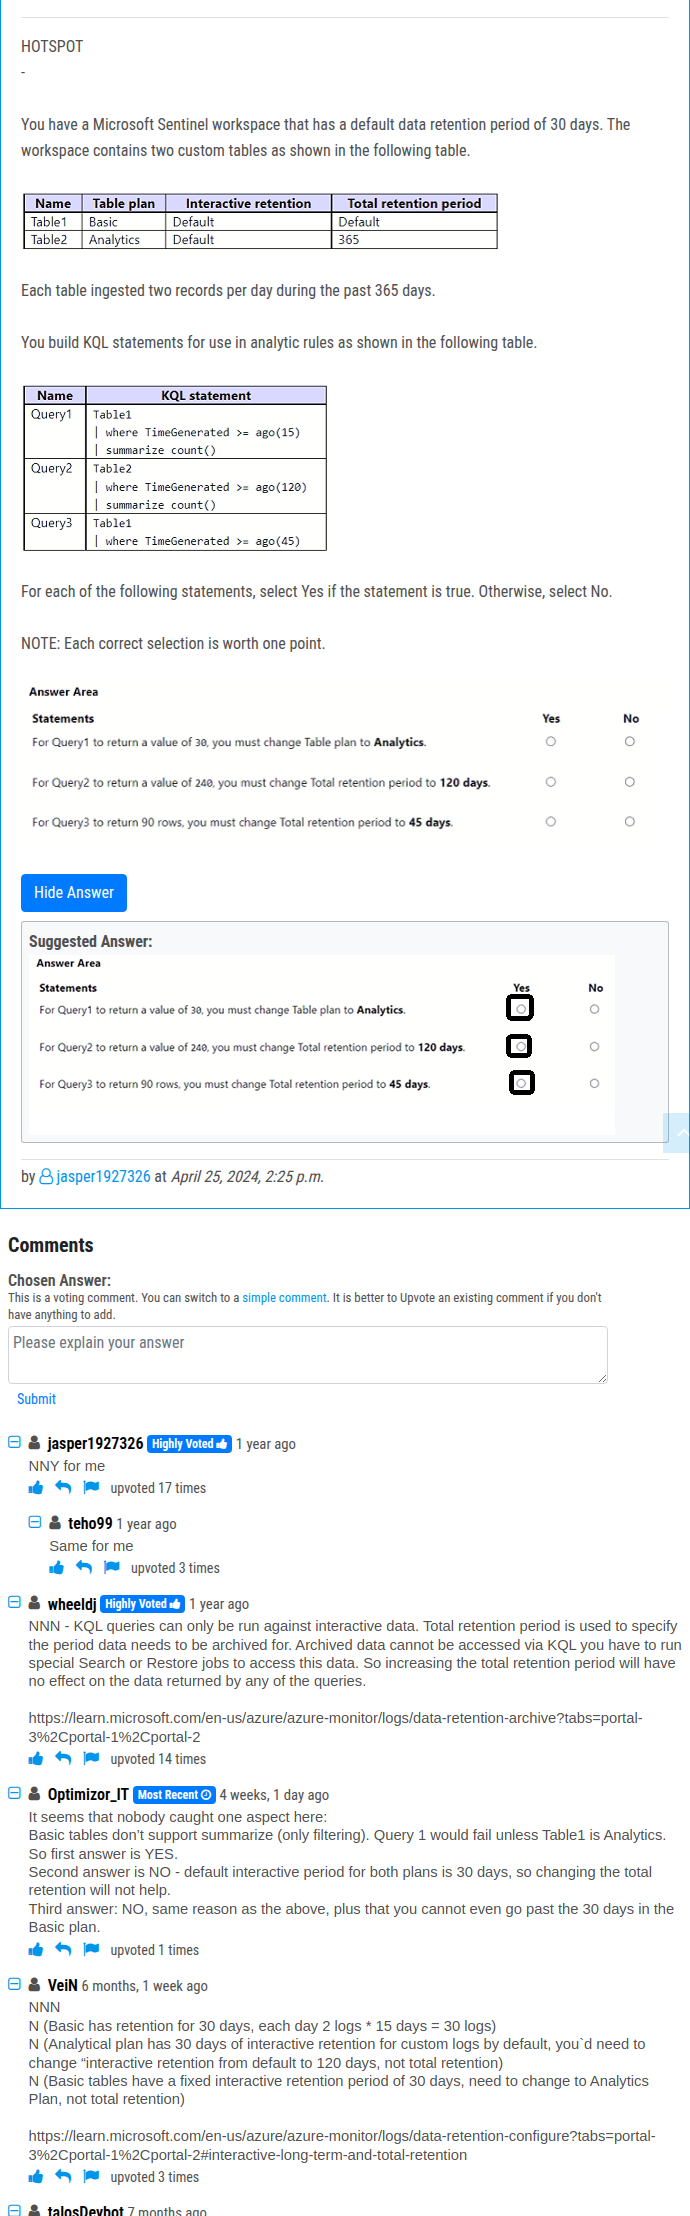 HOTSPOT
-
You have a Microsoft Sentinel workspace that has a default data retention period of 30 days. The
workspace contains two custom tables as shown in the following table.
Name Table plan Interactive retention Total retention period
Table1 Basic Default Default
Table2 Analytics Default 365
Each table ingested two records per day during the past 365 days.
You build KQL statements for use in analytic rules as shown in the following table.
Name KQL statement
Query1 Table1
| where TimeGenerated >= ago(15)
| summarize count()
Query2 Table2
| where TimeGenerated >= ago(120)
| summarize count()
Query3 Table1
| where TimeGenerated >= ago(45)
For each of the following statements, select Yes if the statement is true. Otherwise, select No.
NOTE: Each correct selection is worth one point.
Answer Area
Statements Yes No
For Query1 to return a value of 30, you must change Table plan to Analytics.
For Query2 to return a value of 240, you must change Total retention period to 120 days.
For Query3 to return 90 rows, you must change Total retention period to 45 days.
Hide Answer
Suggested Answer:
Answer Area
Statements Yes No
For Query1 to return a value of 30, you must change Table plan to Analytics.
For Query2 to return a value of 240, you must change Total retention period to 120 days.
For Query3 to return 90 rows, you must change Total retention period to 45 days.
by jasper1927326 at April 25, 2024, 2:25 p.m.
Comments
Chosen Answer:
This is a voting comment. You can switch to a simple comment. It is better to Upvote an existing comment if you don't
have anything to add.
Please explain your answer
Submit
jasper1927326 Highly Voted 1 year ago
NNY for me
upvoted 17 times
teho99 1 year ago
Same for me
upvoted 3 times
wheeldj Highly Voted 1 year ago
NNN - KQL queries can only be run against interactive data. Total retention period is used to specify
the period data needs to be archived for. Archived data cannot be accessed via KQL you have to run
special Search or Restore jobs to access this data. So increasing the total retention period will have
no effect on the data returned by any of the queries.
https://learn.microsoft.com/en-us/azure/azure-monitor/logs/data-retention-archive?tabs=portal-
3%2Cportal-1%2Cportal-2
upvoted 14 times
Optimizor_IT Most Recent 4 weeks, 1 day ago
It seems that nobody caught one aspect here:
Basic tables don't support summarize (only filtering). Query 1 would fail unless Table1 is Analytics.
So first answer is YES.
Second answer is NO - default interactive period for both plans is 30 days, so changing the total
retention will not help.
Third answer: NO, same reason as the above, plus that you cannot even go past the 30 days in the
Basic plan.
upvoted 1 times
VeiN 6 months, 1 week ago
NNN
N (Basic has retention for 30 days, each day 2 logs * 15 days = 30 logs)
N (Analytical plan has 30 days of interactive retention for custom logs by default, you`d need to
change “interactive retention from default to 120 days, not total retention)
N (Basic tables have a fixed interactive retention period of 30 days, need to change to Analytics
Plan, not total retention)
https://learn.microsoft.com/en-us/azure/azure-monitor/logs/data-retention-configure?tabs=portal-
3%2Cportal-1%2Cportal-2#interactive-long-term-and-total-retention
upvoted 3 times
talosDevbot 7 months ago